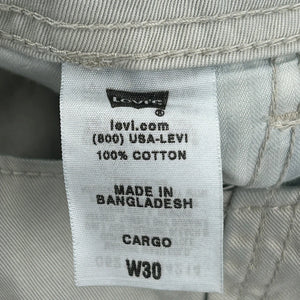 Levi's
®
levi.com
(800) USA-LEVI
100% COTTON
MADE IN
BANGLADESH
CARGO
W30